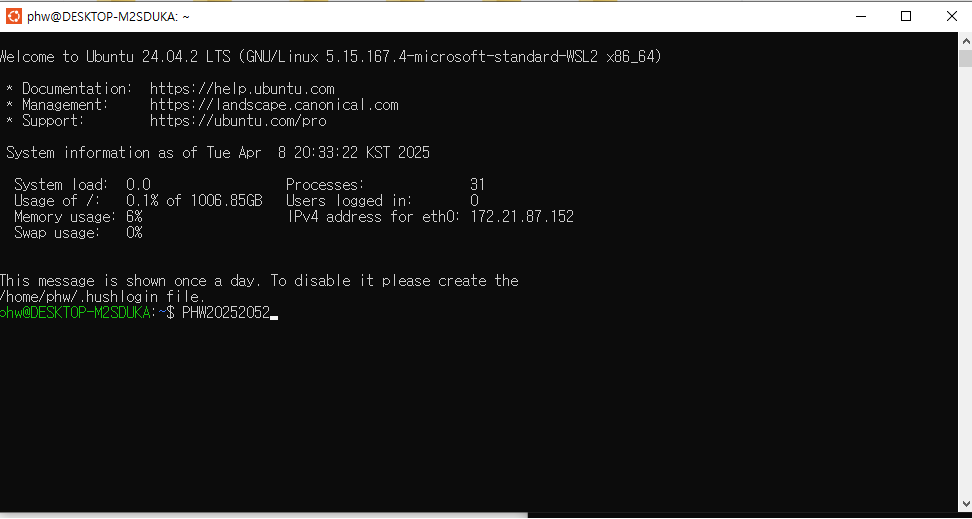 phw@DESKTOP-M2SDUKA: ~
Welcome to Ubuntu 24.04.2 LTS (GNU/Linux 5.15.167.4-microsoft-standard-WSL2 x86_64)
* Documentation:  https://help.ubuntu.com
* Management:     https://landscape.canonical.com
* Support:        https://ubuntu.com/pro
System information as of Tue Apr  8 20:33:22 KST 2025
System load:  0.0                Processes:             31
Usage of /:   0.1% of 1006.85GB  Users logged in:       0
Memory usage: 6%                 IPv4 address for eth0: 172.21.87.152
Swap usage:   0%
This message is shown once a day. To disable it please create the
/home/phw/.hushlogin file.
phw@DESKTOP-M2SDUKA:~$ PHW20252052